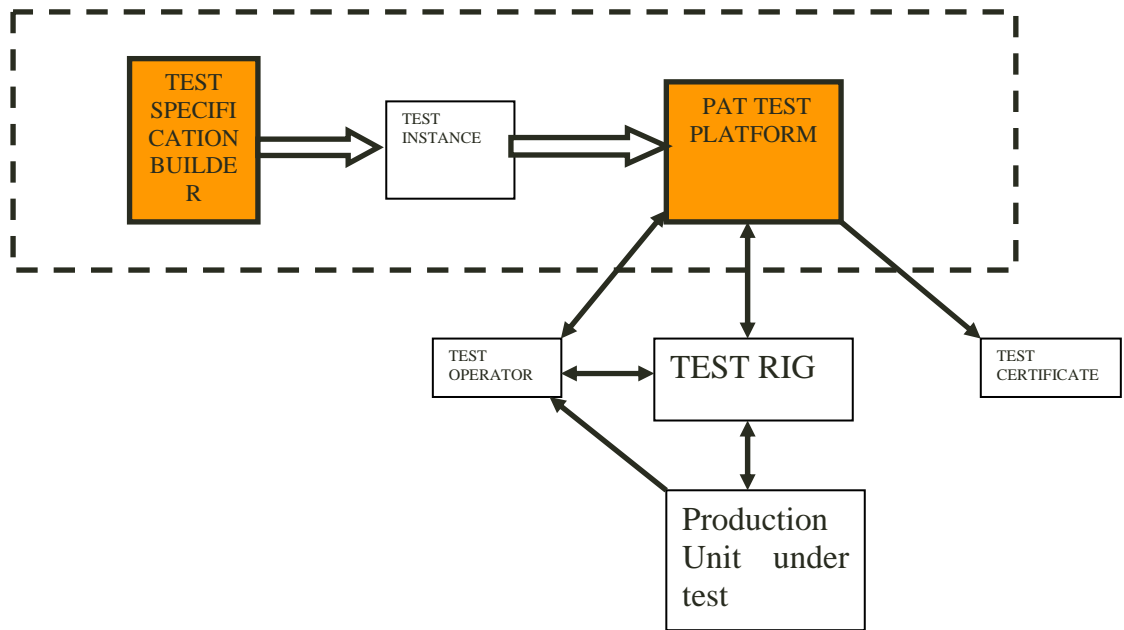 TEST
SPECIFI
CATION
BUILDE
R
TEST
INSTANCE
PAT TEST
PLATFORM
TEST
OPERATOR
TEST RIG
TEST
CERTIFICATE
Production
Unit under
test